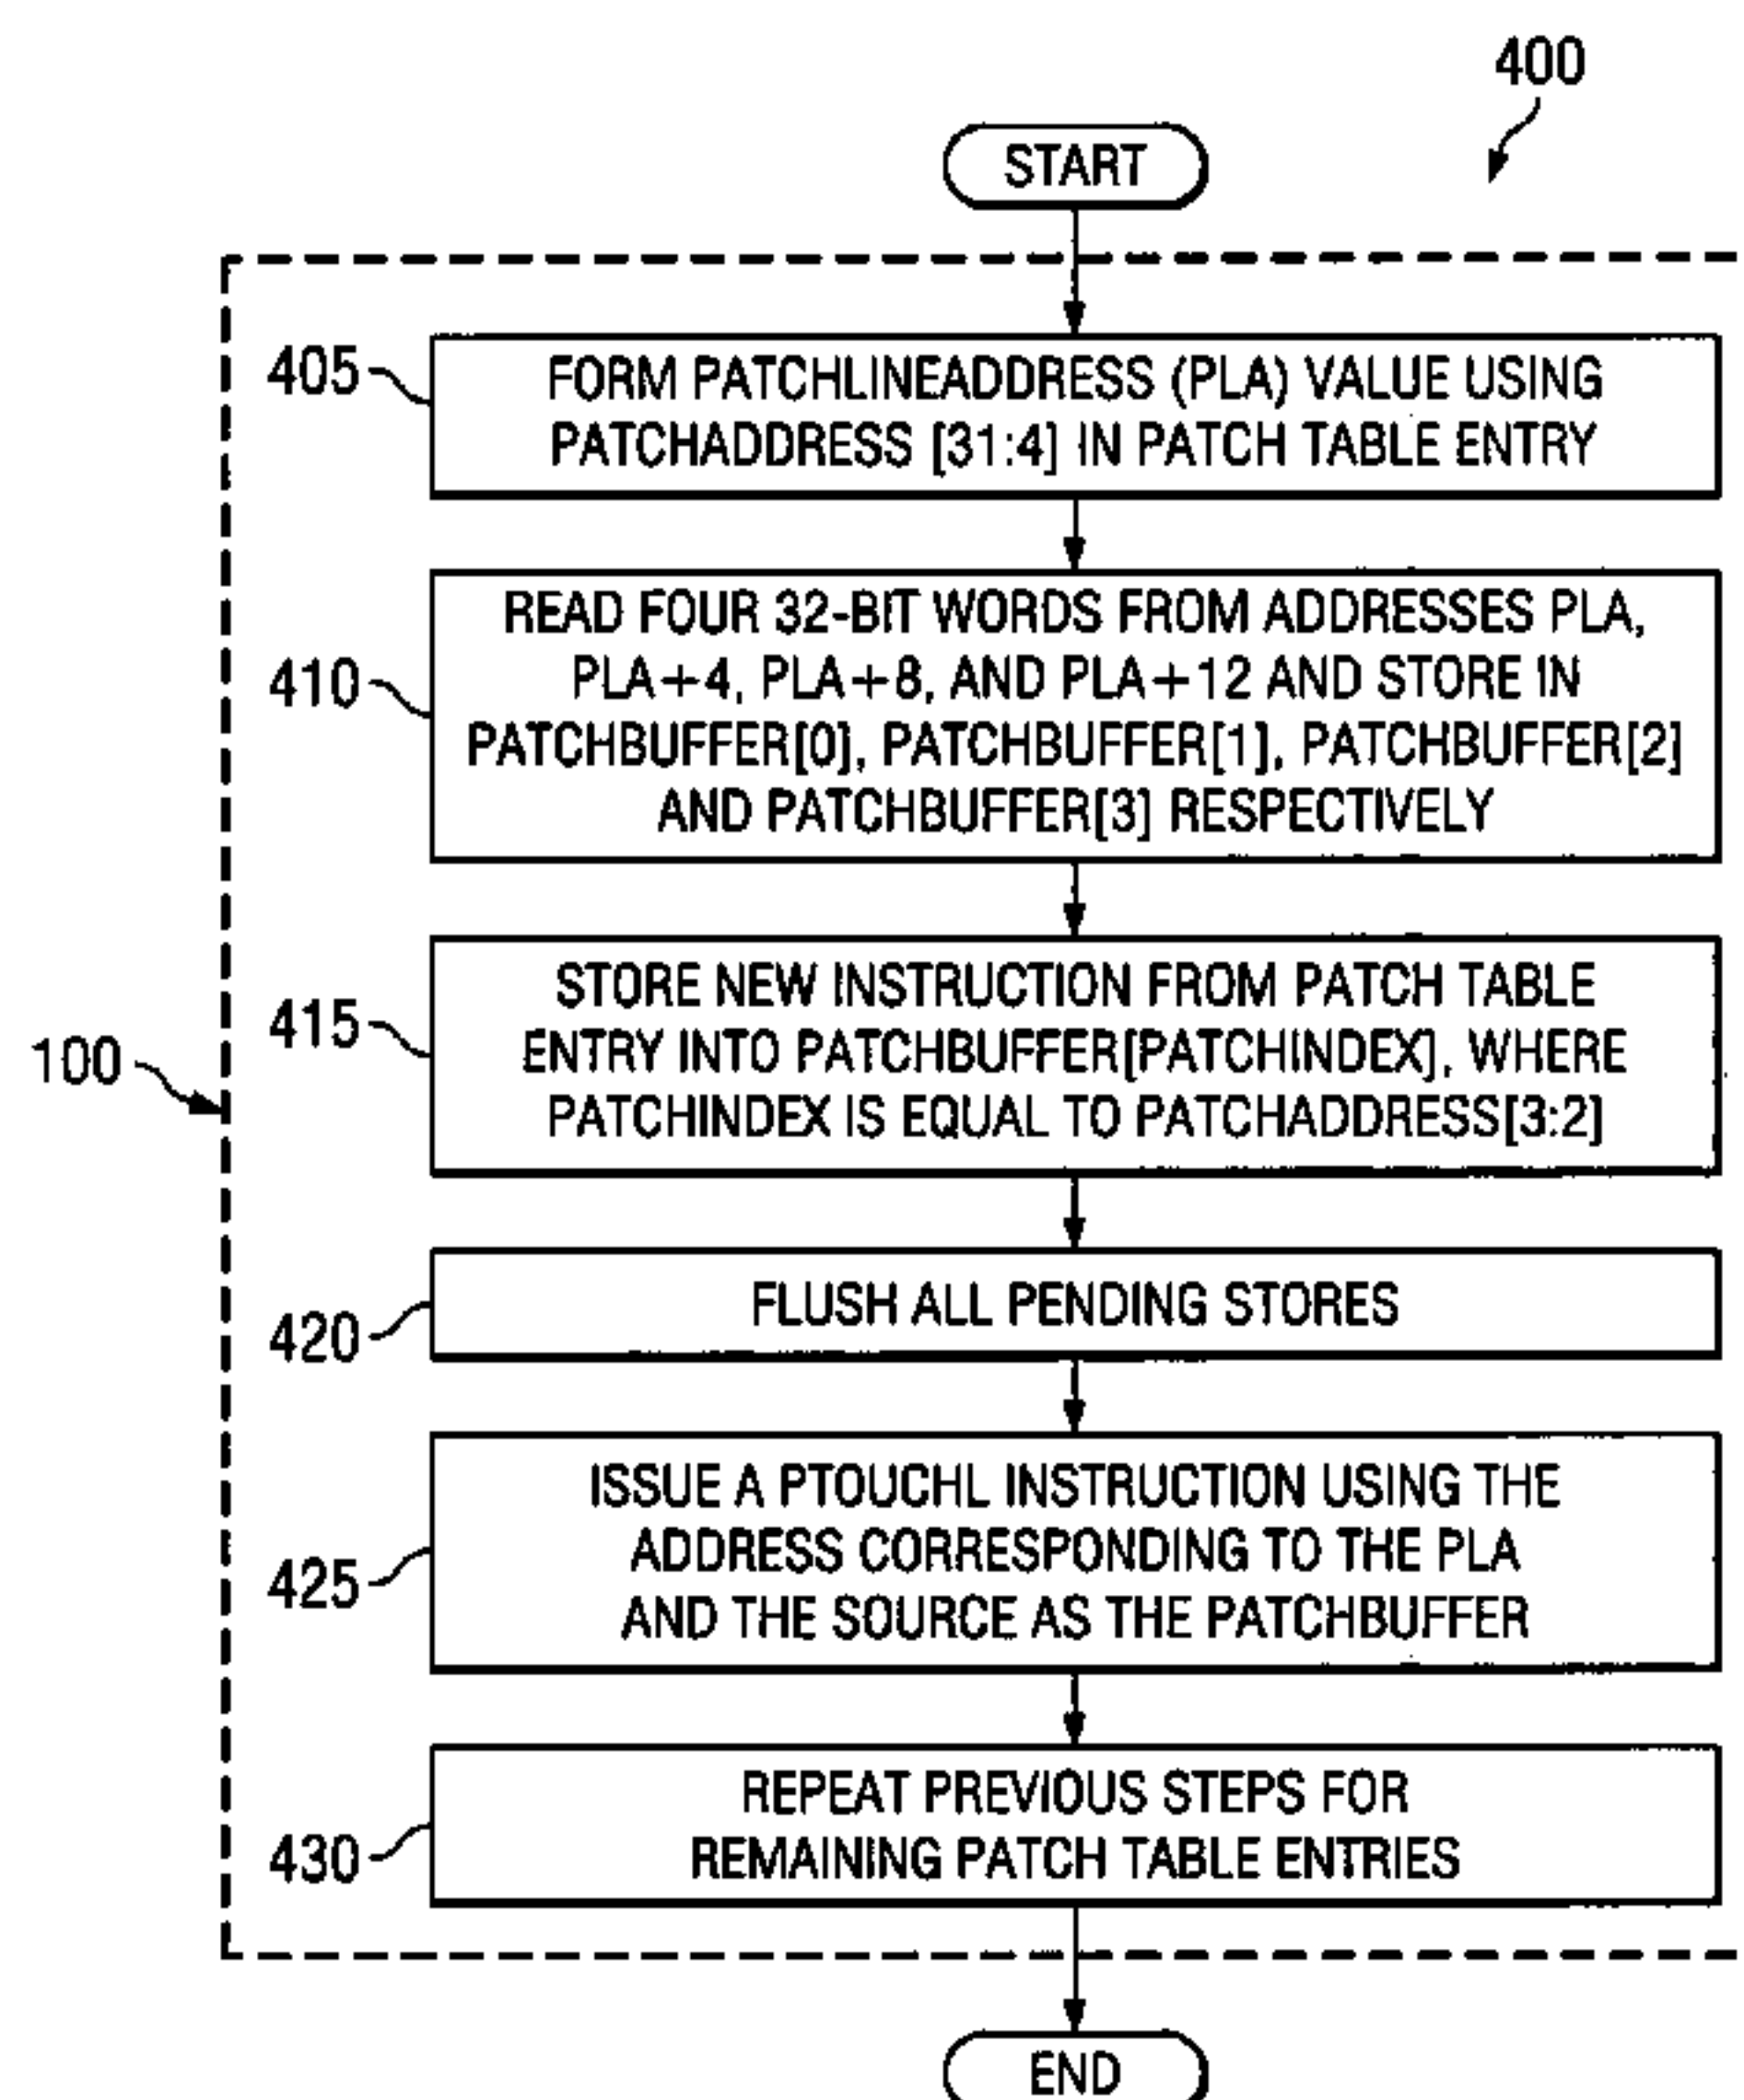 400
START
405
FORM PATCHLINEADDRESS (PLA) VALUE USING
PATCHADDRESS [31:4] IN PATCH TABLE ENTRY
410
READ FOUR 32-BIT WORDS FROM ADDRESSES PLA,
PLA+4, PLA+8, AND PLA+12 AND STORE IN
PATCHBUFFER[0], PATCHBUFFER[1], PATCHBUFFER[2]
AND PATCHBUFFER[3] RESPECTIVELY
100
415
STORE NEW INSTRUCTION FROM PATCH TABLE
ENTRY INTO PATCHBUFFER[PATCHINDEX], WHERE
PATCHINDEX IS EQUAL TO PATCHADDRESS[3:2]
420
FLUSH ALL PENDING STORES
425
ISSUE A PTOUCHL INSTRUCTION USING THE
ADDRESS CORRESPONDING TO THE PLA
AND THE SOURCE AS THE PATCHBUFFER
430
REPEAT PREVIOUS STEPS FOR
REMAINING PATCH TABLE ENTRIES
END